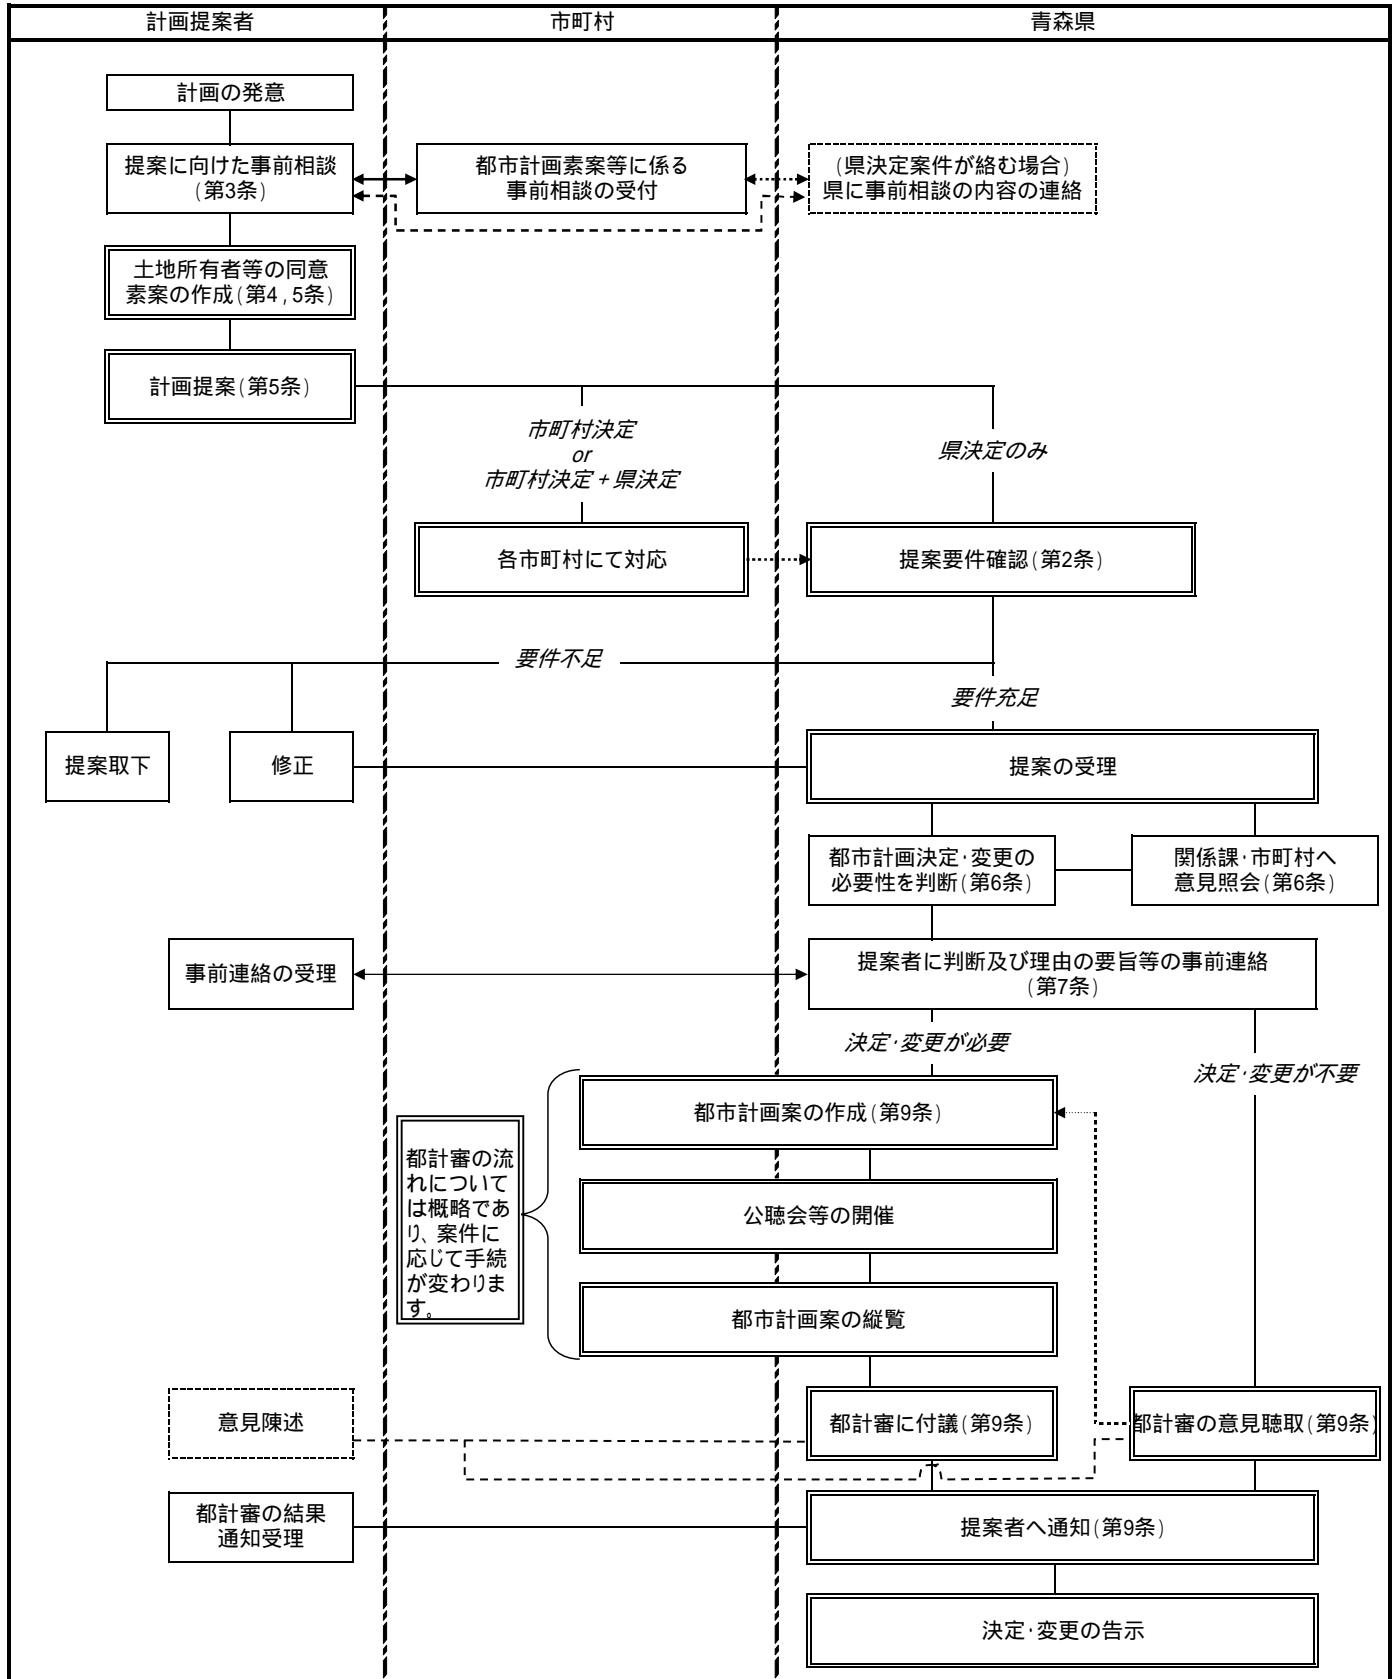 計画提案者
市町村
青森県
計画の発意
提案に向けた事前相談
(第3条)
都市計画素案等に係る
事前相談の受付
(県決定案件が絡む場合)
県に事前相談の内容の連絡
土地所有者等の同意
素案の作成(第4,5条)
計画提案(第5条)
市町村決定
or
市町村決定+県決定
県決定のみ
各市町村にて対応
提案要件確認(第2条)
要件不足
要件充足
提案取下
修正
提案の受理
都市計画決定・変更の
必要性を判断(第6条)
関係課・市町村へ
意見照会(第6条)
事前連絡の受理
提案者に判断及び理由の要旨等の事前連絡
(第7条)
決定・変更が必要
決定・変更が不要
都市計画案の作成(第9条)
都計審の流
れについて
は概略であ
り、案件に
応じて手続
が変わりま
す。
公聴会等の開催
都市計画案の縦覧
意見陳述
都計審に付議(第9条)
都計審の意見聴取(第9条)
都計審の結果
通知受理
提案者へ通知(第9条)
決定・変更の告示